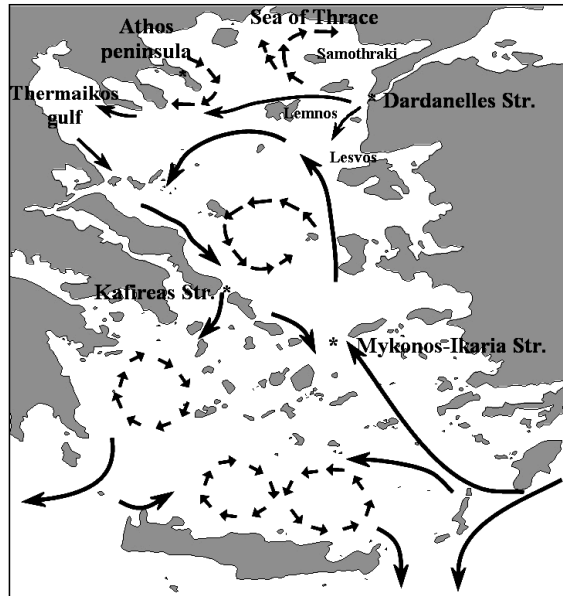 Sea of Thrace
Athos
peninsula
*
Samothraki
Thermaikos
gulf
Lemnos
* Dardanelles Str.
Lesvos
Kafireas Str. *
*
Mykonos-Ikaria Str.